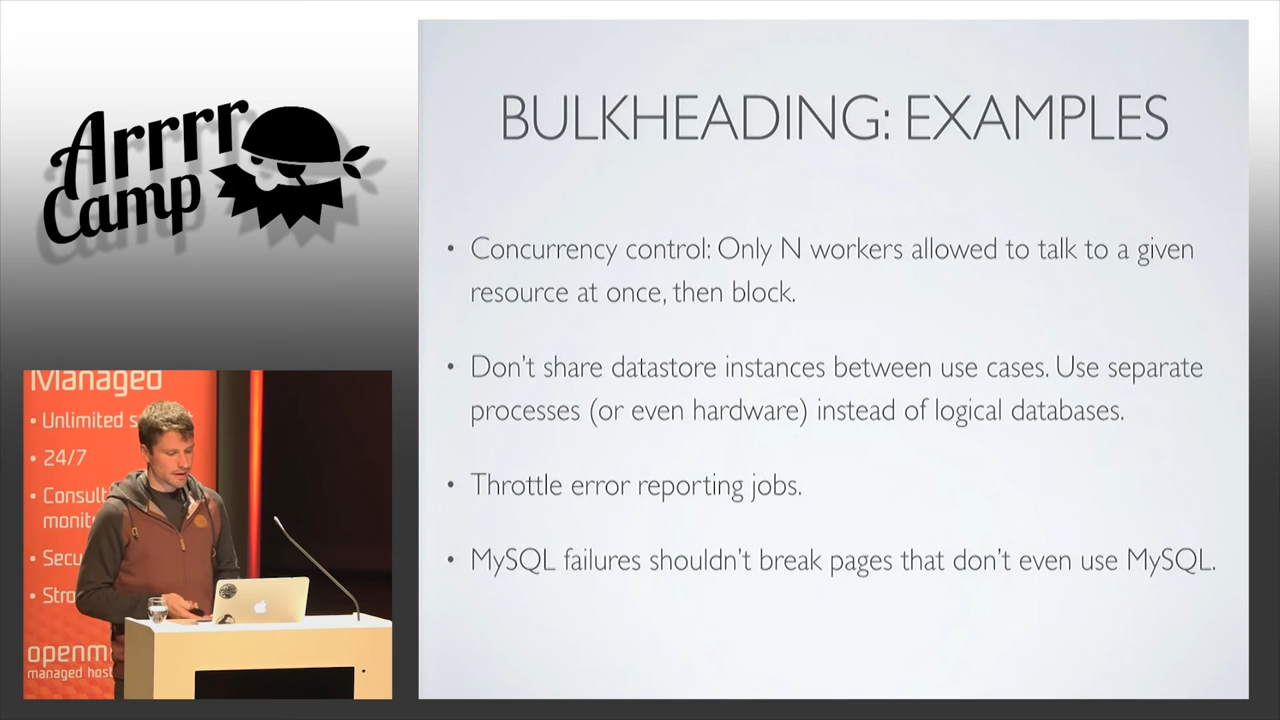 Arrrr
Camp
BULKHEADING: EXAMPLES
• Concurrency control: Only N workers allowed to talk to a given
resource at once, then block.
• Don't share datastore instances between use cases. Use separate
processes (or even hardware) instead of logical databases.
• Throttle error reporting jobs.
• MySQL failures shouldn't break pages that don't even use MySQL.
Managed
• Unlimited s
• 24/7
• Consult
monit
• Secu
• Stro
openm
managed host